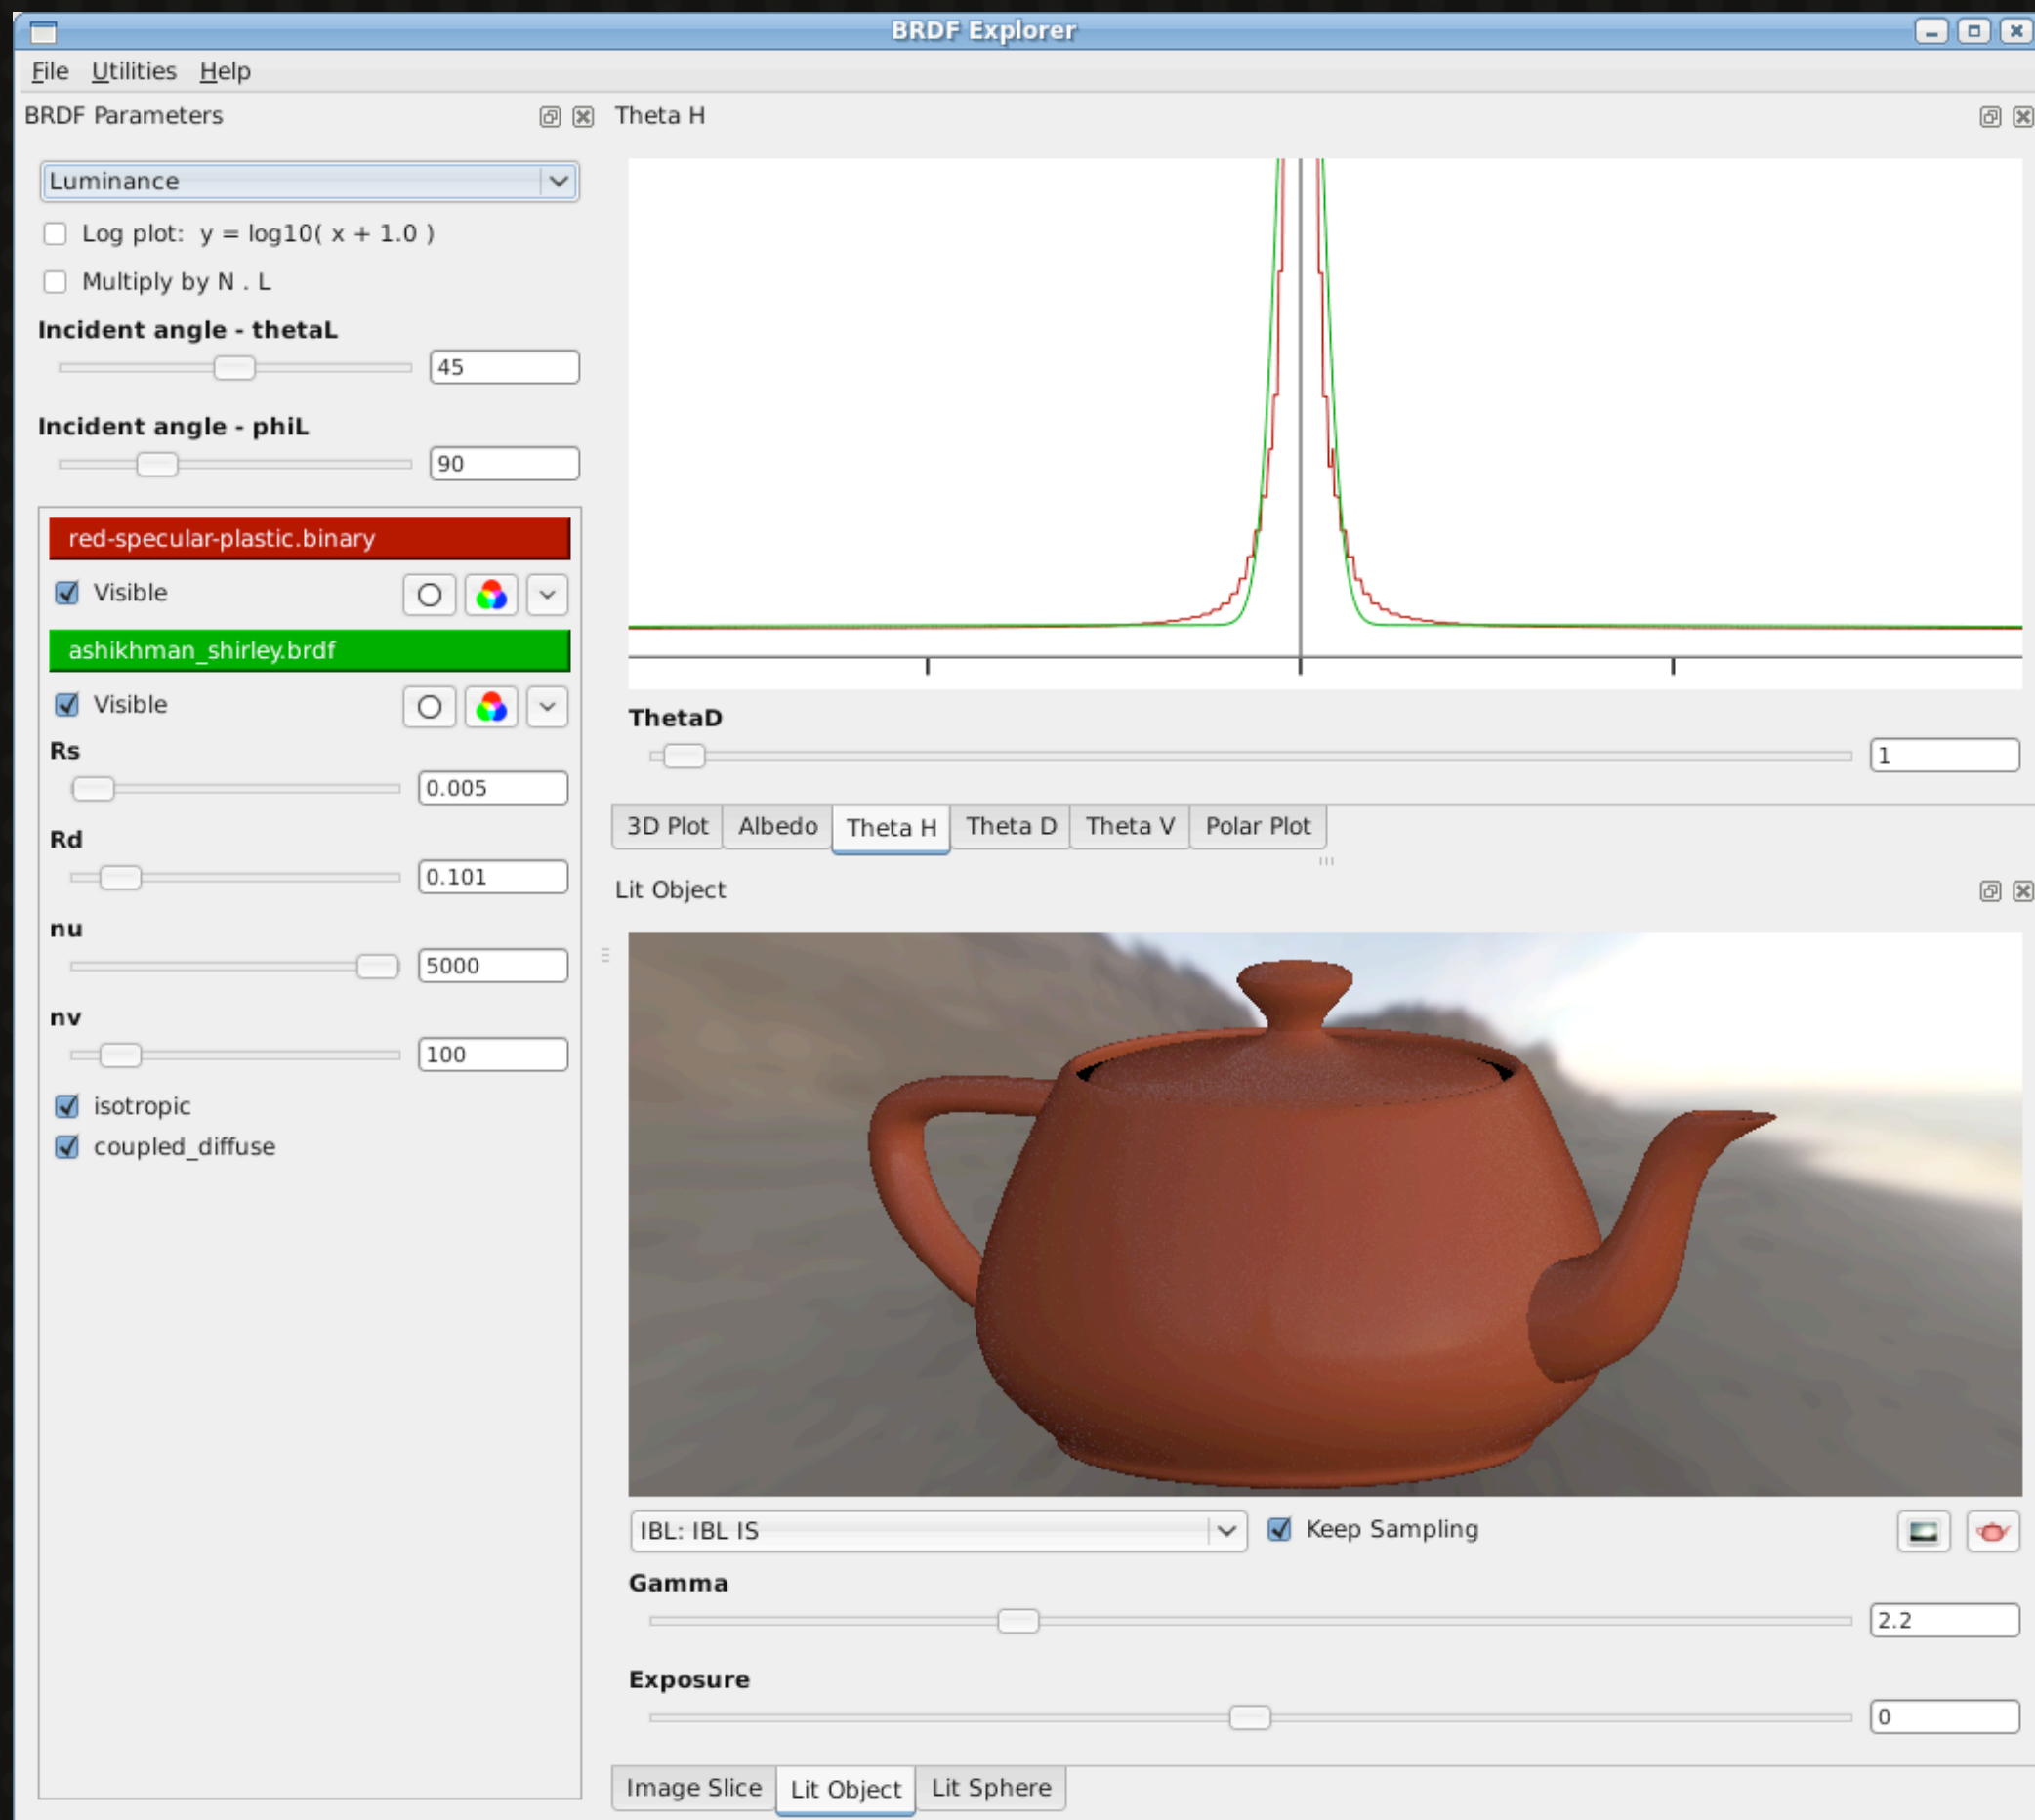 BRDF Explorer
File Utilities Help
BRDF Parameters
Luminance
Log plot: y = log10( x + 1.0 )
Multiply by N . L
Incident angle - thetaL
45
Incident angle - phiL
90
red-specular-plastic.binary
Visible
ashikhman_shirley.brdf
Visible
Rs
0.005
Rd
0.101
nu
5000
nv
100
isotropic
coupled_diffuse
Theta H
ThetaD
1
3D Plot Albedo Theta H Theta D Theta V Polar Plot
Lit Object
IBL: IBL IS Keep Sampling
Gamma
2.2
Exposure
0
Image Slice Lit Object Lit Sphere